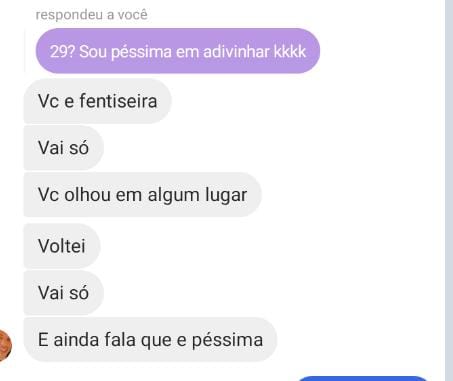 respondeu a você
29? Sou péssima em adivinhar kkkk
Vc e fentiseira
Vai só
Vc olhou em algum lugar
Voltei
Vai só
E ainda fala que e péssima